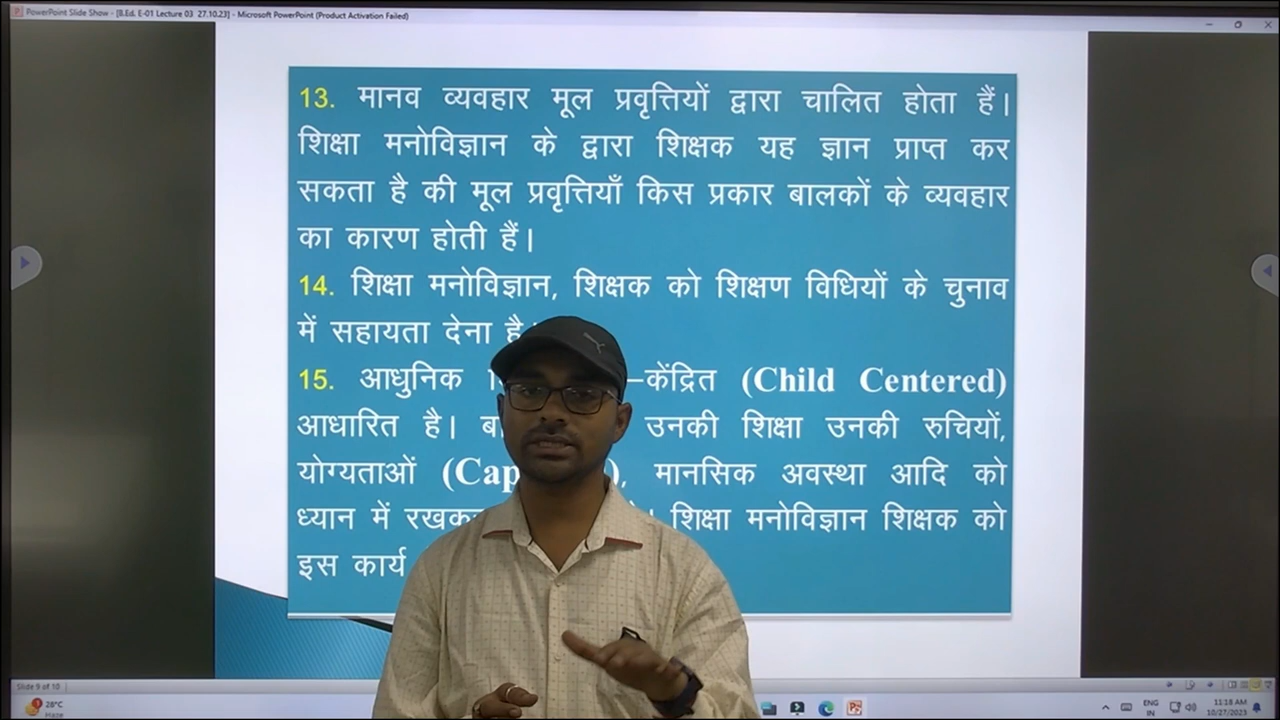 PowerPoint Slide Show - [B.Ed. E-01 Lecture 03 27.10.23] - Microsoft PowerPoint (Product Activation Failed)
13. मानव व्यवहार मूल प्रवृत्तियों द्वारा चालित होता हैं।
शिक्षा मनोविज्ञान के द्वारा शिक्षक यह ज्ञान प्राप्त कर
सकता है की मूल प्रवृत्तियाँ किस प्रकार बालकों के व्यवहार
का कारण होती हैं।
14. शिक्षा मनोविज्ञान, शिक्षक को शिक्षण विधियों के चुनाव
में सहायता देना है।
15. आधुनिक –केंद्रित (Child Centered)
आधारित है। उनकी शिक्षा उनकी रुचियों,
योग्यताओं मानसिक अवस्था आदि को
ध्यान में शिक्षा मनोविज्ञान शिक्षक को
इस कार्य
Slide 9 of 10
28°C
Haze
ENG
IN
11:18 AM
10/27/2023